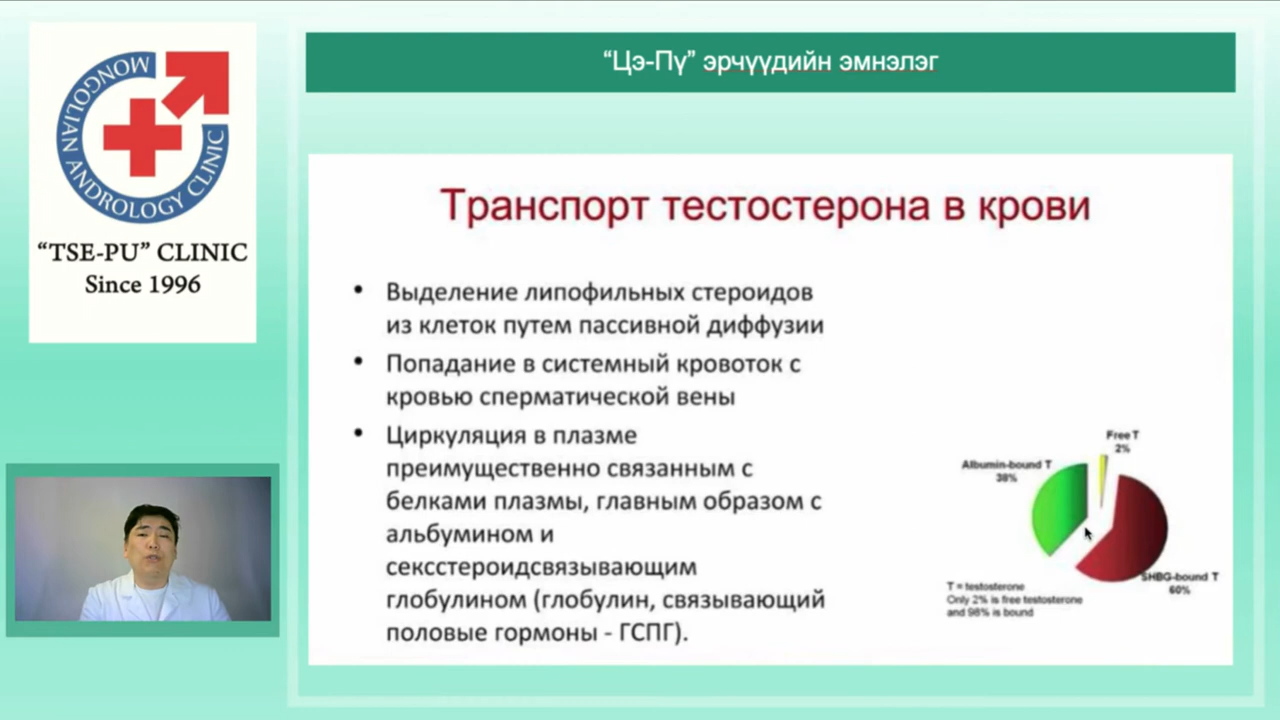 “Цэ-Пү” эрчүүдийн эмнэлэг
MONGOLIAN ANDROLOGY CLINIC
“TSE-PU” CLINIC
Since 1996
Транспорт тестостерона в крови
• Выделение липофильных стероидов
из клеток путем пассивной диффузии
• Попадание в системный кровоток с
кровью сперматической вены
• Циркуляция в плазме
преимущественно связанным с
белками плазмы, главным образом с
альбумином и
сексстероидсвязывающим
глобулином (глобулин, связывающий
половые гормоны - ГСПГ).
Free T
2%
Albumin-bound T
38%
SHBG-bound T
60%
T = testosterone
Only 2% is free testosterone
and 98% is bound